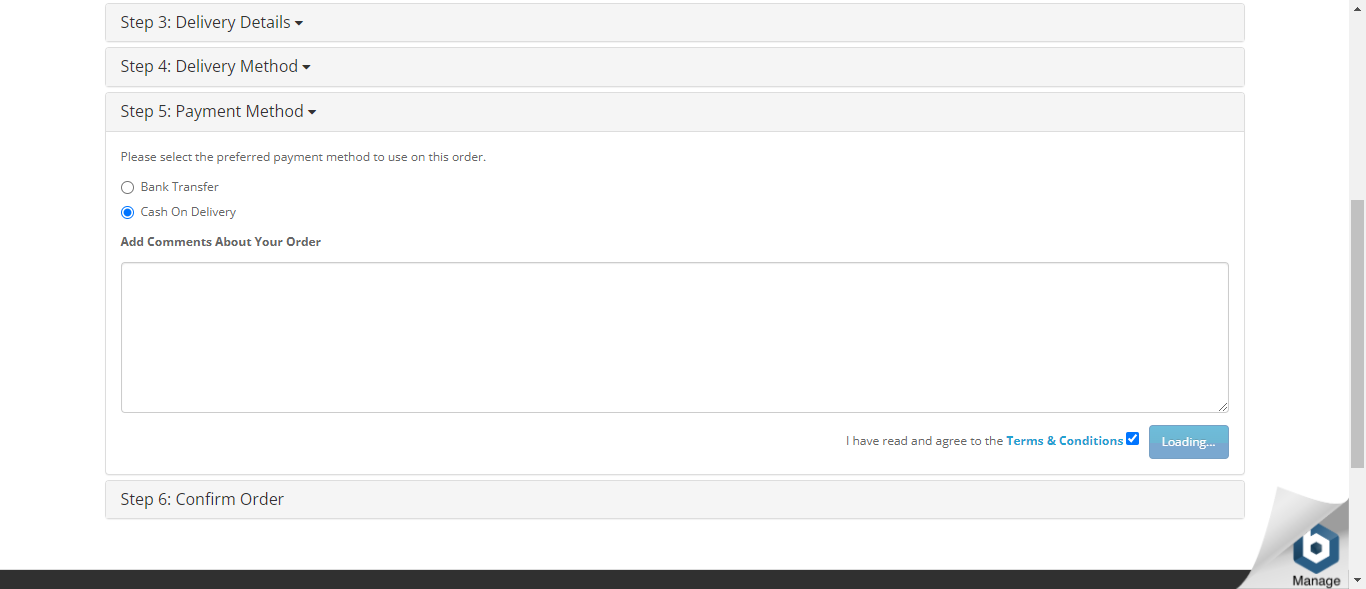 Step 3: Delivery Details
Step 4: Delivery Method
Step 5: Payment Method
Please select the preferred payment method to use on this order.
Bank Transfer
Cash On Delivery
Add Comments About Your Order
I have read and agree to the Terms & Conditions Loading...
Step 6: Confirm Order
b
Manage